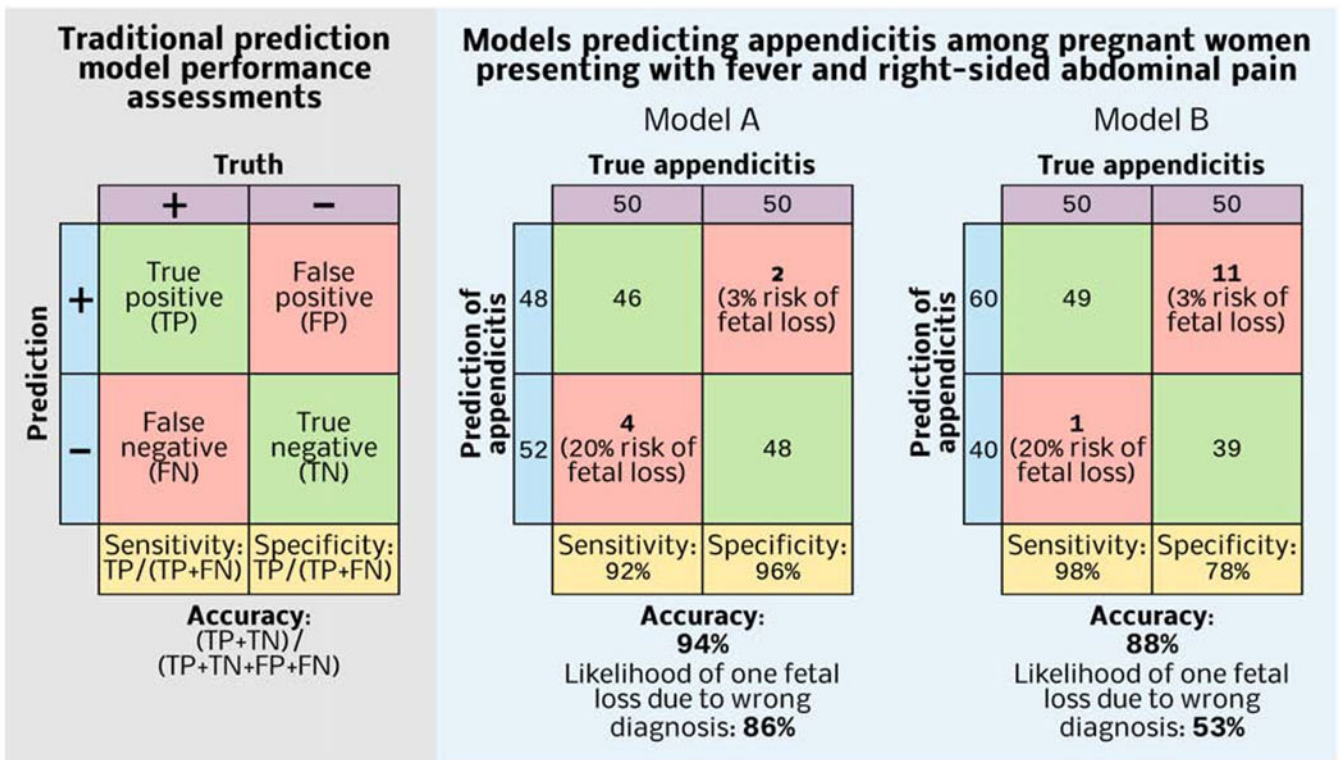 Traditional prediction
model performance
assessments
Truth
+
−
Prediction
+
True
positive
(TP)
False
positive
(FP)
−
False
negative
(FN)
True
negative
(TN)
Sensitivity:
TP/(TP+FN)
Specificity:
TP/(TP+FN)
Accuracy:
(TP+TN)/
(TP+TN+FP+FN)
Models predicting appendicitis among pregnant women
presenting with fever and right-sided abdominal pain
Model A
True appendicitis
50
50
Prediction of
appendicitis
48
46
2
(3% risk of
fetal loss)
52
4
(20% risk of
fetal loss)
48
Sensitivity:
92%
Specificity:
96%
Accuracy:
94%
Likelihood of one fetal
loss due to wrong
diagnosis: 86%
Model B
True appendicitis
50
50
Prediction of
appendicitis
60
49
11
(3% risk of
fetal loss)
40
1
(20% risk of
fetal loss)
39
Sensitivity:
98%
Specificity:
78%
Accuracy:
88%
Likelihood of one fetal
loss due to wrong
diagnosis: 53%